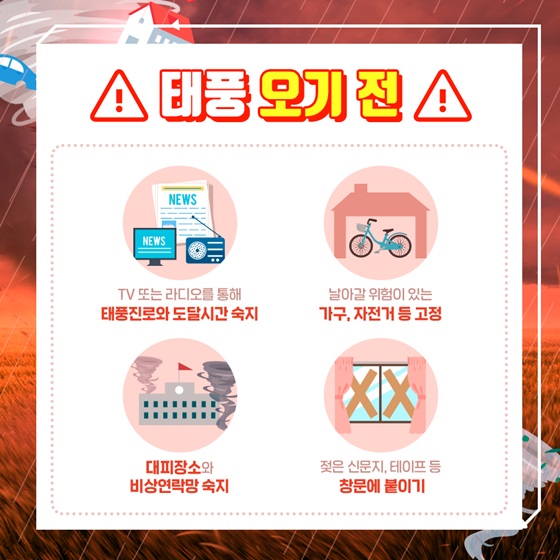 태풍 오기 전
NEWS
NEWS
TV 또는 라디오를 통해
태풍진로와 도달시간 숙지
날아갈 위험이 있는
가구, 자전거 등 고정
대피장소와
비상연락망 숙지
젖은 신문지, 테이프 등
창문에 붙이기